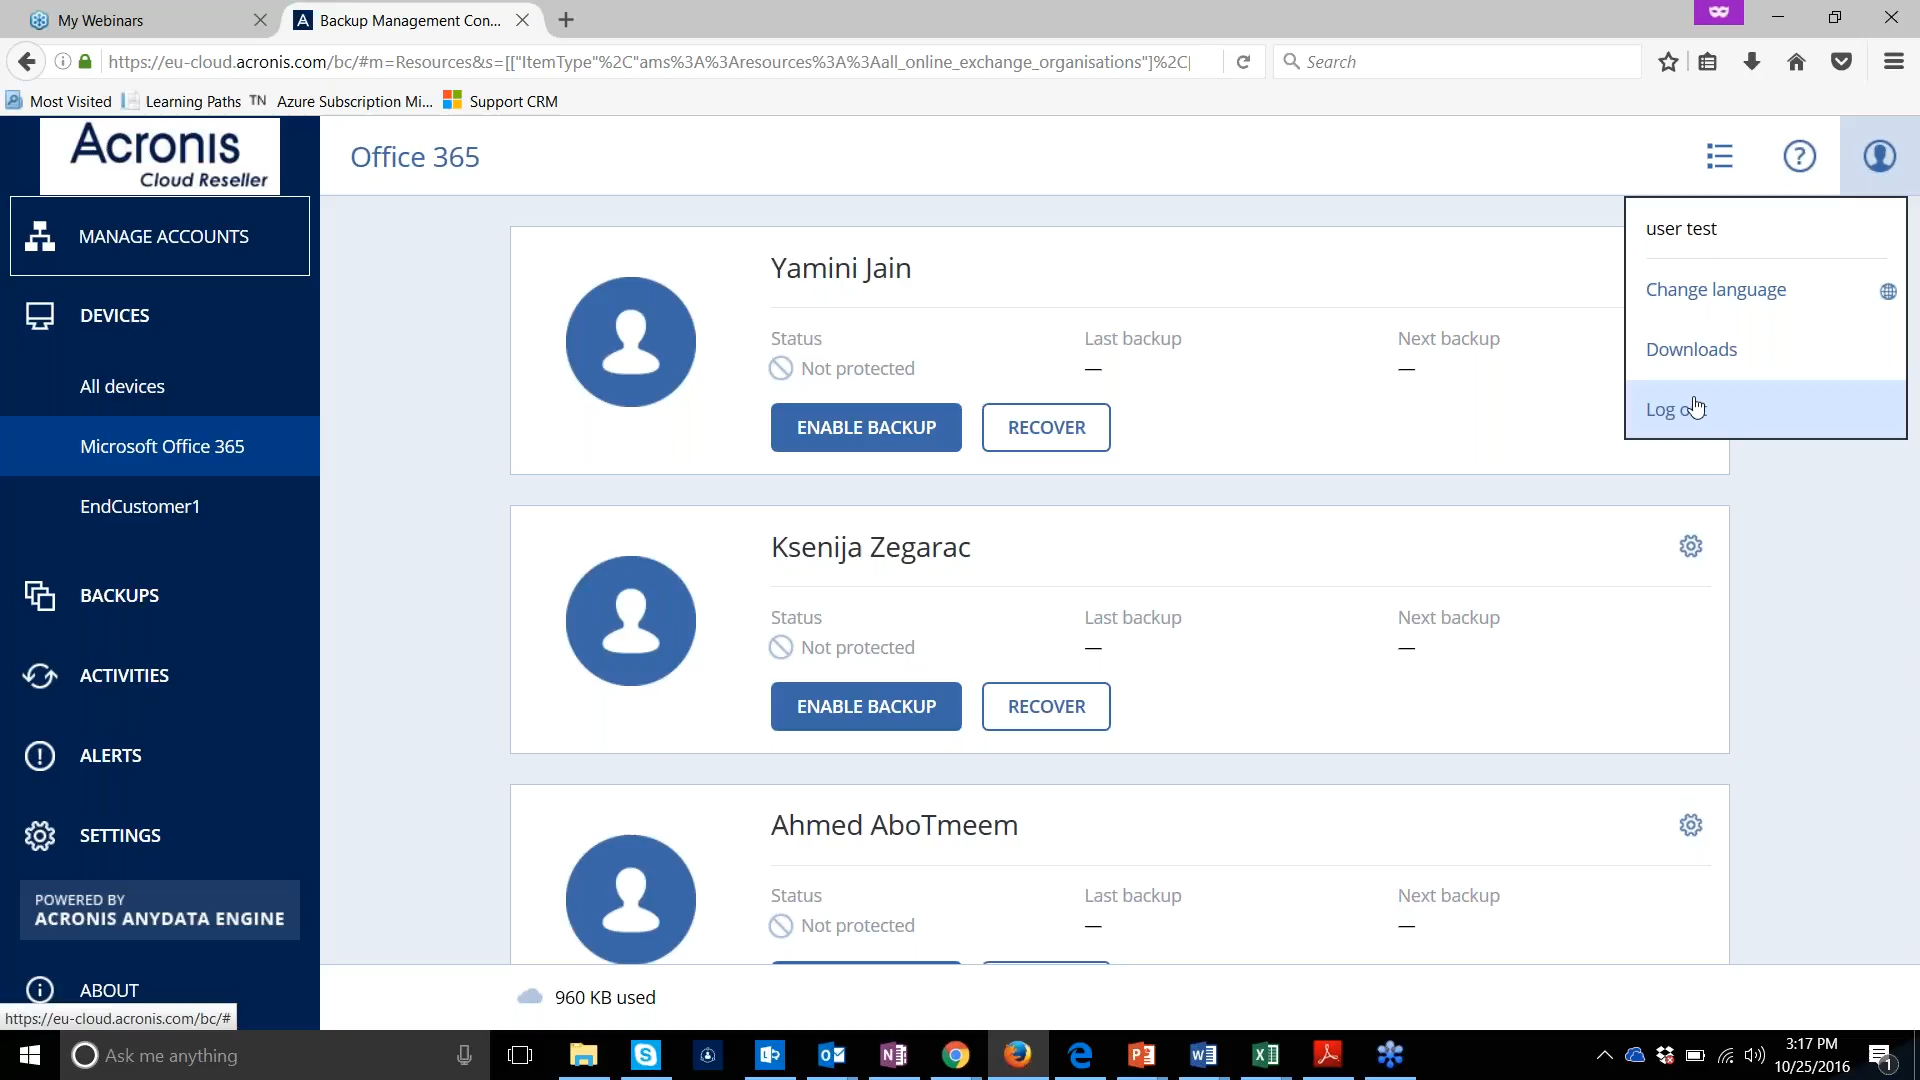 My Webinars
Backup Management Con...
https://eu-cloud.acronis.com/bc/#m=Resources&s=[["ItemType"%2C"ams%3A%3Aresources%3A%3Aall_online_exchange_organisations"]%2C
Search
Most Visited
Learning Paths
TN Azure Subscription Mi...
Support CRM
Acronis
Cloud Reseller
Office 365
MANAGE ACCOUNTS
DEVICES
All devices
Microsoft Office 365
EndCustomer1
BACKUPS
ACTIVITIES
ALERTS
SETTINGS
POWERED BY
ACRONIS ANYDATA ENGINE
ABOUT
https://eu-cloud.acronis.com/bc/#
user test
Change language
Downloads
Log
Yamini Jain
Status
Last backup
Next backup
Not protected
—
—
ENABLE BACKUP
RECOVER
Ksenija Zegarac
Status
Last backup
Next backup
Not protected
—
—
ENABLE BACKUP
RECOVER
Ahmed AboTmeem
Status
Last backup
Next backup
Not protected
—
—
960 KB used
Ask me anything
3:17 PM
10/25/2016
1